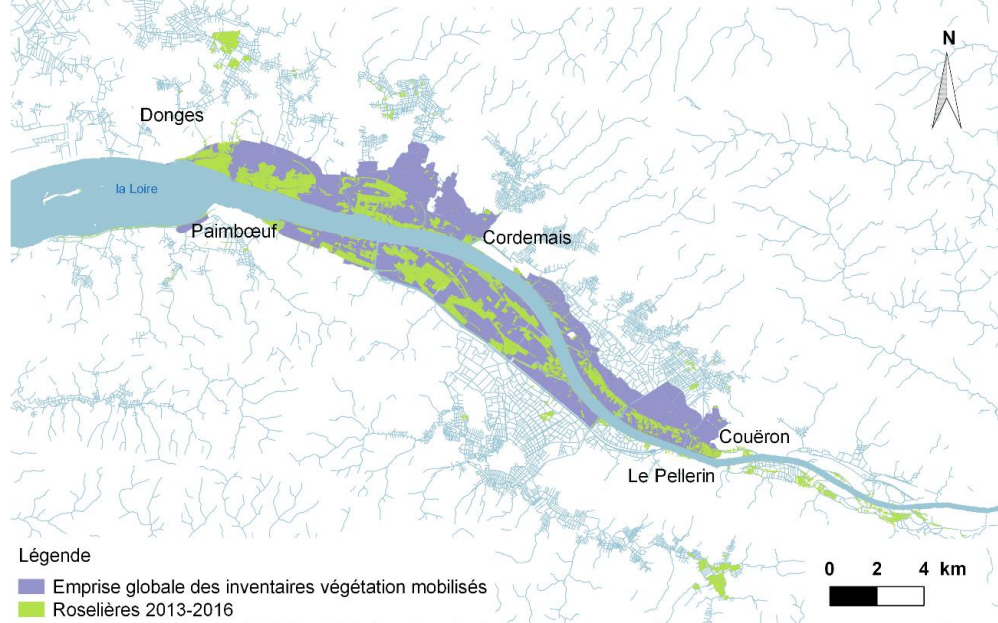 N
Donges
la Loire
Paimbœuf
Cordemais
Couëron
Le Pellerin
Légende
Emprise globale des inventaires végétation mobilisés
Roselières 2013-2016
0 2 4 km